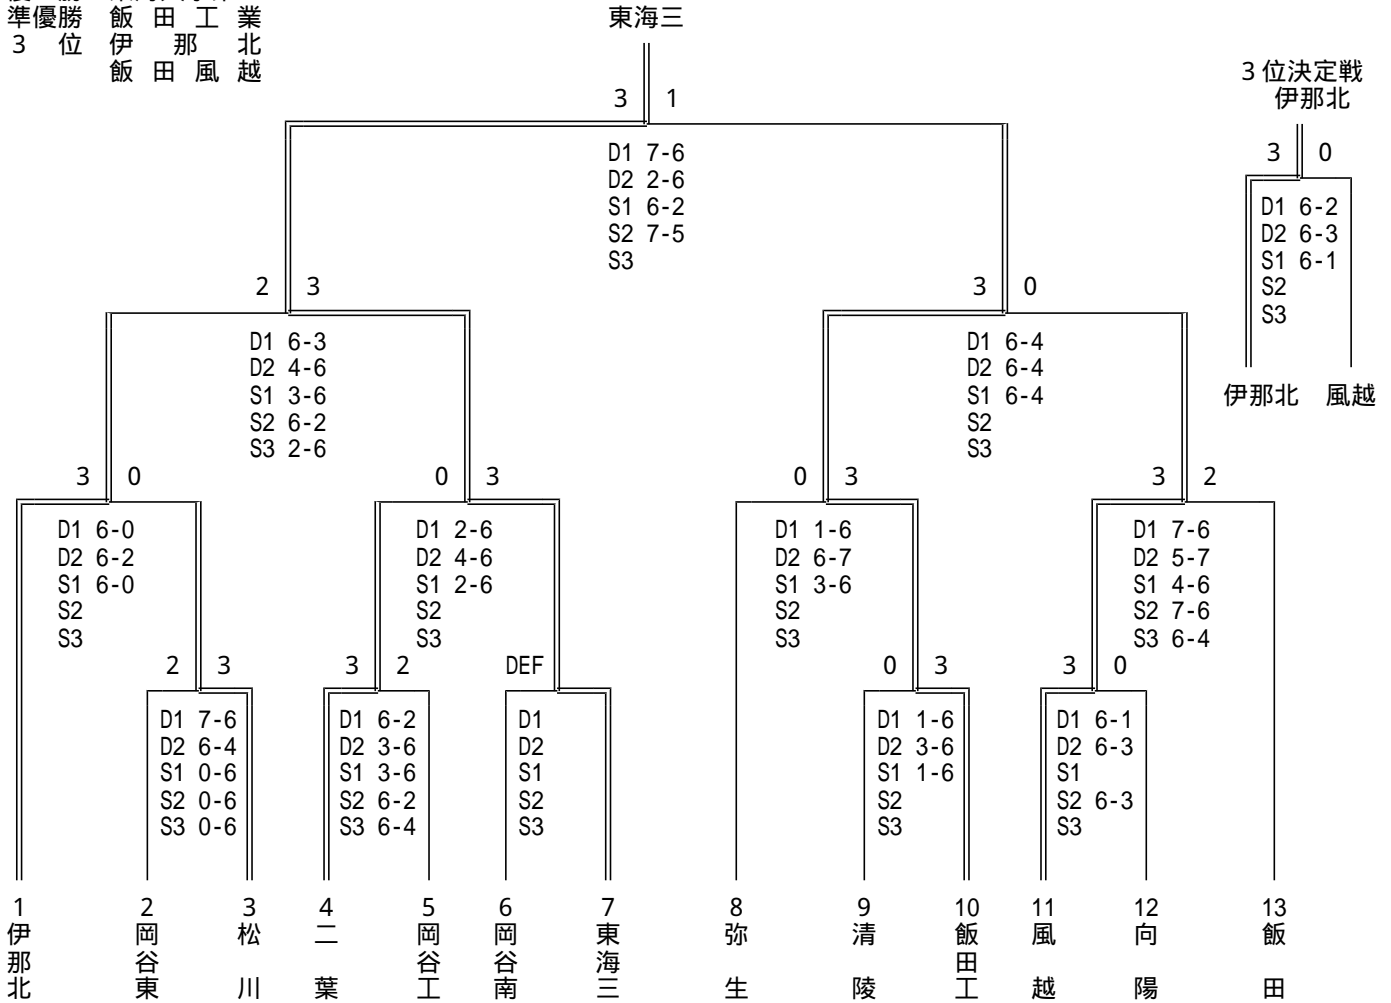 準優勝 飯田工業
3位 伊那北
飯田風越
東海三
3位決定戦
伊那北
3 1
D1 7-6
D2 2-6
S1 6-2
S2 7-5
S3
3 0
D1 6-2
D2 6-3
S1 6-1
S2
S3
伊那北 風越
2 3
D1 6-3
D2 4-6
S1 3-6
S2 6-2
S3 2-6
3 0
D1 6-4
D2 6-4
S1 6-4
S2
S3
3 0
D1 6-0
D2 6-2
S1 6-0
S2
S3
0 3
D1 2-6
D2 4-6
S1 2-6
S2
S3
0 3
D1 1-6
D2 6-7
S1 3-6
S2
S3
3 2
D1 7-6
D2 5-7
S1 4-6
S2 7-6
S3 6-4
2 3
D1 7-6
D2 6-4
S1 0-6
S2 0-6
S3 0-6
3 2
D1 6-2
D2 3-6
S1 3-6
S2 6-2
S3 6-4
DEF
D1
D2
S1
S2
S3
0 3
D1 1-6
D2 3-6
S1 1-6
S2
S3
3 0
D1 6-1
D2 6-3
S1
S2 6-3
S3
1 伊那北
2 岡谷東
3 松川
4 二葉
5 岡谷工
6 岡谷南
7 東海三
8 弥生
9 清陵
10 飯田工
11 風越
12 向陽
13 飯田